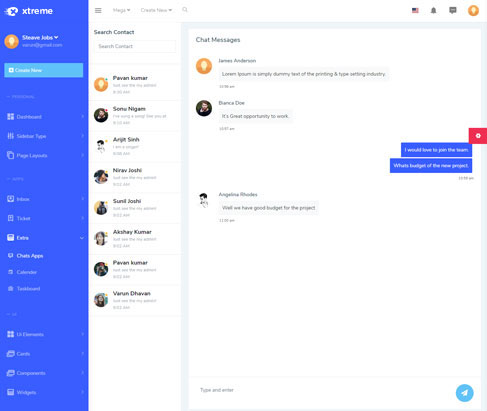 xtreme
Steave Jobs
varun@gmail.com
Create New
PERSONAL
Dashboard
Sidebar Type
Page Layouts
APPS
Inbox
Ticket
Extra
Chats Apps
Calender
Taskboard
UI
UI Elements
Cards
Components
Widgets
Mega
Create New
Search Contact
Search Contact
Pavan kumar
Just see the my admin!
9:30 AM
Sonu Nigam
I've sung a song! See you at
9:10 AM
Arijit Sinh
I am a singer!
9:08 AM
Nirav Joshi
Just see the my admin!
9:02 AM
Sunil Joshi
Just see the my admin!
9:02 AM
Akshay Kumar
Just see the my admin!
9:02 AM
Pavan kumar
Just see the my admin!
9:02 AM
Varun Dhavan
Just see the my admin!
9:02 AM
Chat Messages
James Anderson
Lorem Ipsum is simply dummy text of the printing & type setting industry.
10:56 am
Bianca Doe
It's Great opportunity to work.
10:57 am
I would love to join the team.
Whats budget of the new project.
10:59 am
Angelina Rhodes
Well we have good budget for the project
11:00 am
Type and enter